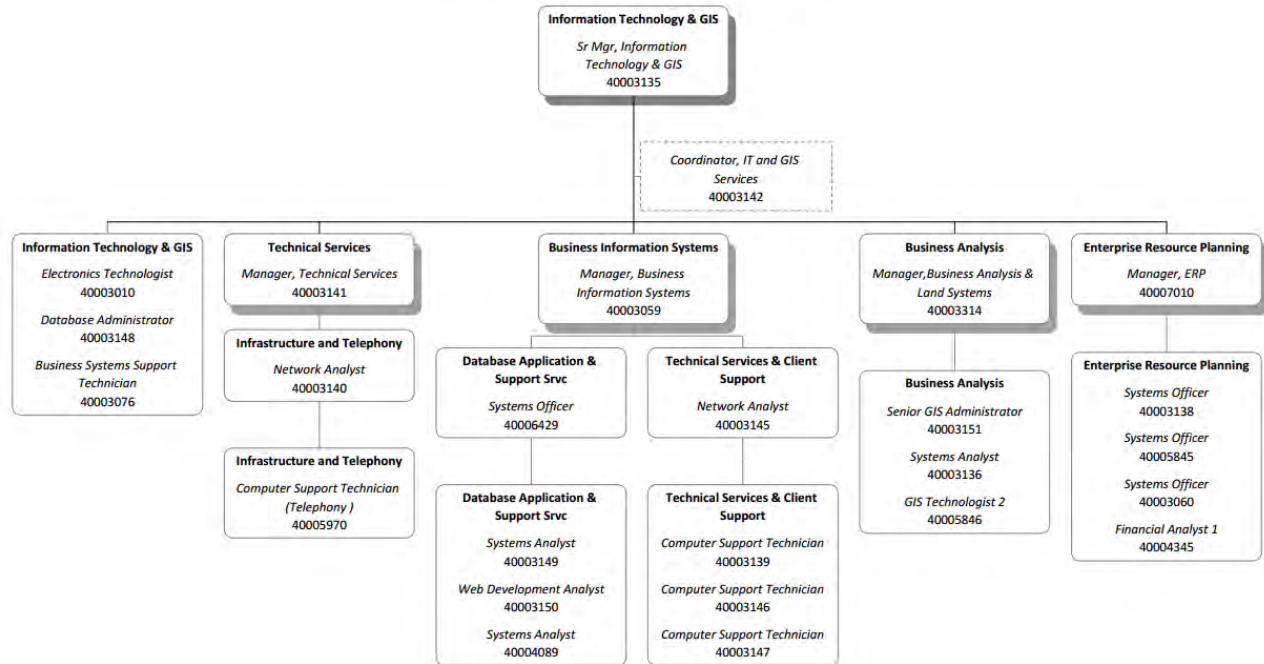 Information Technology & GIS
Sr Mgr, Information
Technology & GIS
40003135
Coordinator, IT and GIS
Services
40003142
Information Technology & GIS
Electronics Technologist
40003010
Database Administrator
40003148
Business Systems Support
Technician
40003076
Technical Services
Manager, Technical Services
40003141
Infrastructure and Telephony
Network Analyst
40003140
Infrastructure and Telephony
Computer Support Technician
(Telephony )
40005970
Business Information Systems
Manager, Business
Information Systems
40003059
Database Application &
Support Srvc
Systems Officer
40006429
Database Application &
Support Srvc
Systems Analyst
40003149
Web Development Analyst
40003150
Systems Analyst
40004089
Technical Services & Client
Support
Network Analyst
40003145
Technical Services & Client
Support
Computer Support Technician
40003139
Computer Support Technician
40003146
Computer Support Technician
40003147
Business Analysis
Manager,Business Analysis &
Land Systems
40003314
Business Analysis
Senior GIS Administrator
40003151
Systems Analyst
40003136
GIS Technologist 2
40005846
Enterprise Resource Planning
Manager, ERP
40007010
Enterprise Resource Planning
Systems Officer
40003138
Systems Officer
40005845
Systems Officer
40003060
Financial Analyst 1
40004345